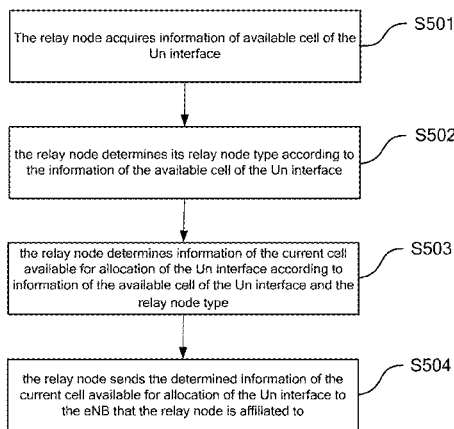 S501
The relay node acquires information of available cell of the
Un interface
S502
the relay node determines its relay node type according to
the information of the available cell of the Un interface
S503
the relay node determines information of the current cell
available for allocation of the Un interface according to
information of the available cell of the Un interface and the
relay node type
S504
the relay node sends the determined information of the
current cell available for allocation of the Un interface to
the eNB that the relay node is affiliated to